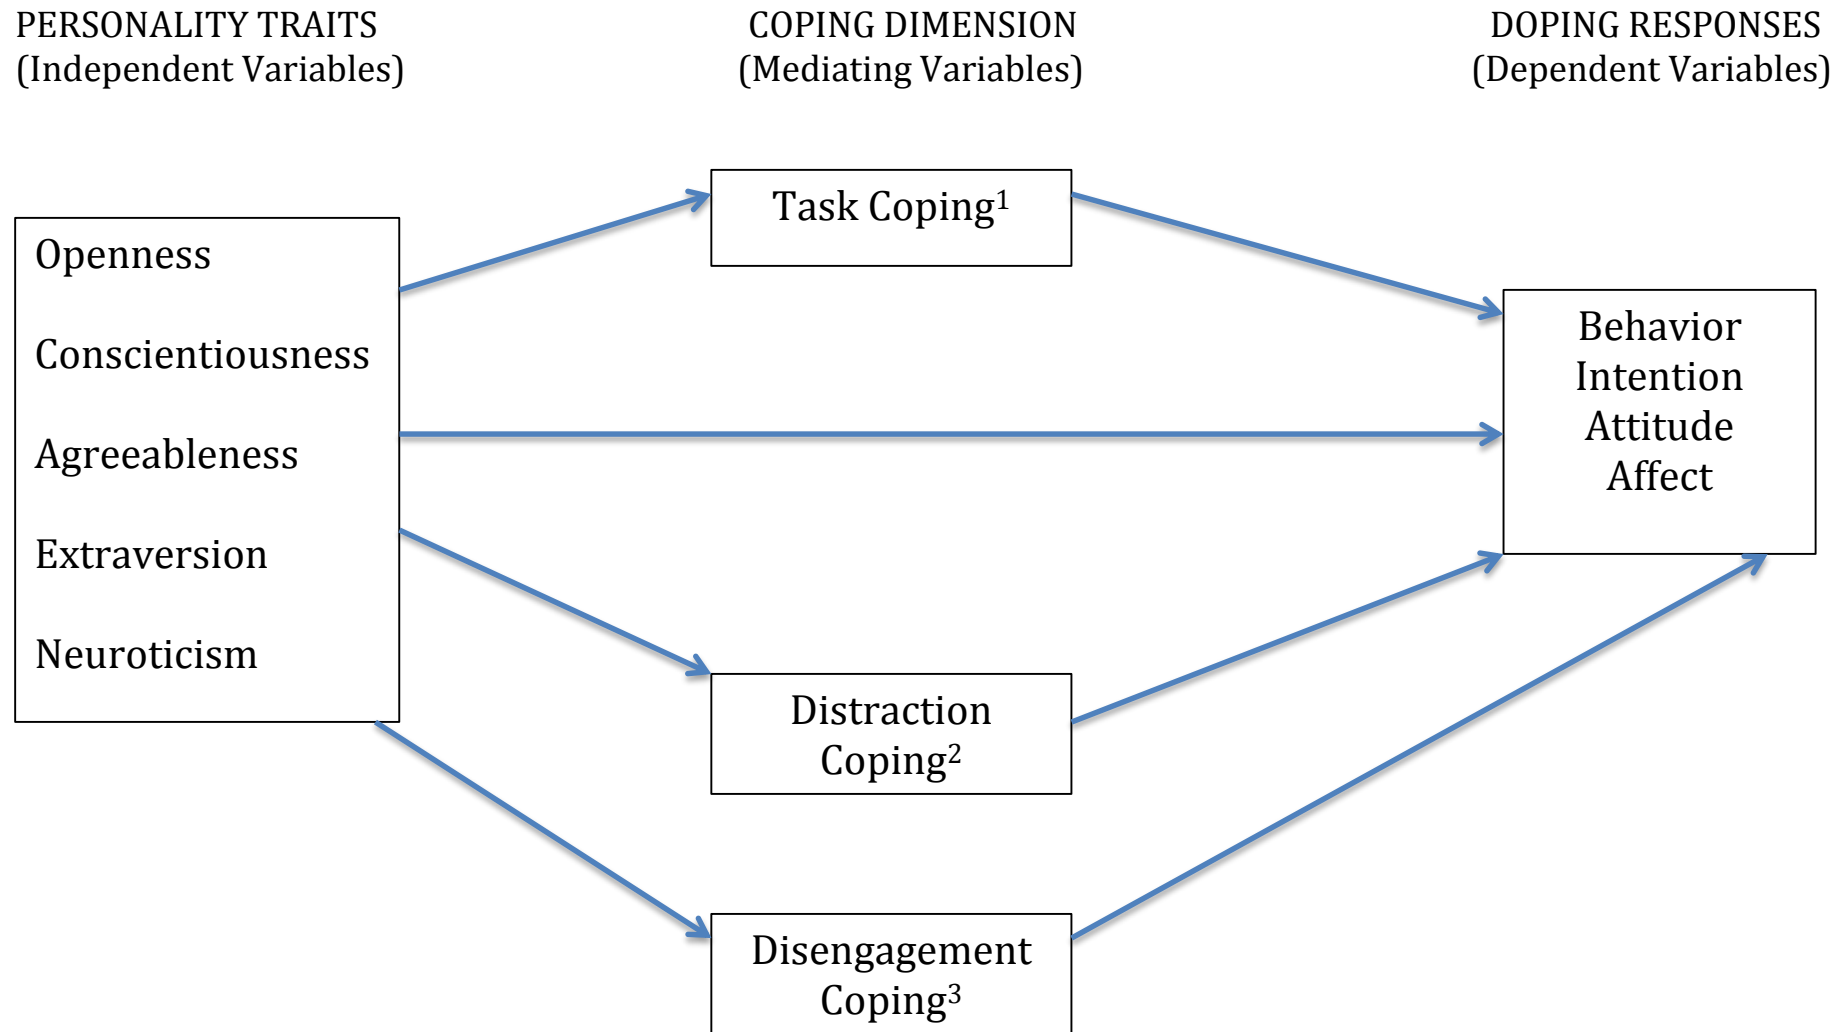 PERSONALITY TRAITS
(Independent Variables)
COPING DIMENSION
(Mediating Variables)
DOPING RESPONSES
(Dependent Variables)
Openness
Conscientiousness
Agreeableness
Extraversion
Neuroticism
Task Coping¹
Distraction
Coping²
Disengagement
Coping³
Behavior
Intention
Attitude
Affect